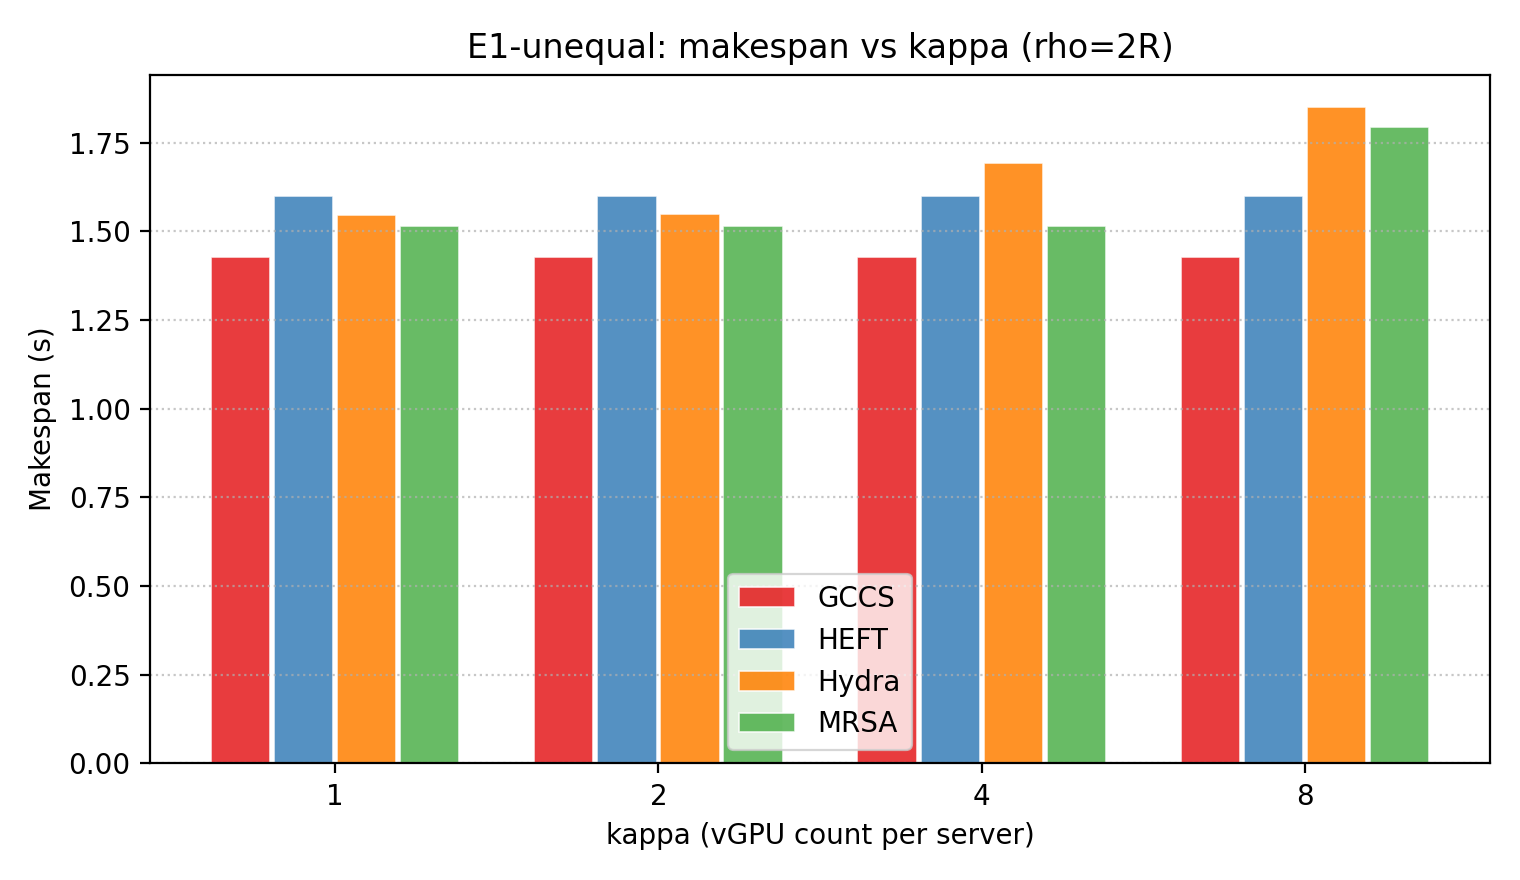 E1-unequal: makespan vs kappa (rho=2R)
Makespan (s)
1.75
1.50
1.25
1.00
0.75
0.50
0.25
0.00
GCCS
HEFT
Hydra
MRSA
1 2 4 8
kappa (vGPU count per server)